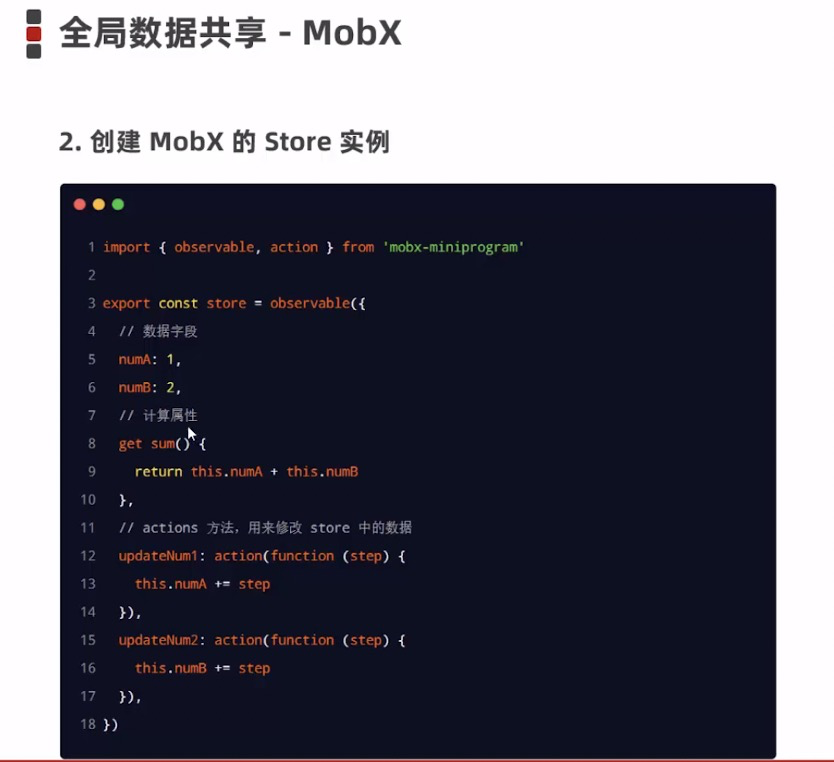 全局数据共享 - MobX
2. 创建 MobX 的 Store 实例
1 import { observable, action } from 'mobx-miniprogram'
2
3 export const store = observable({
4   // 数据字段
5   numA: 1,
6   numB: 2,
7   // 计算属性
8   get sum() {
9     return this.numA + this.numB
10   },
11   // actions 方法，用来修改 store 中的数据
12   updateNum1: action(function (step) {
13     this.numA += step
14   }),
15   updateNum2: action(function (step) {
16     this.numB += step
17   }),
18 })